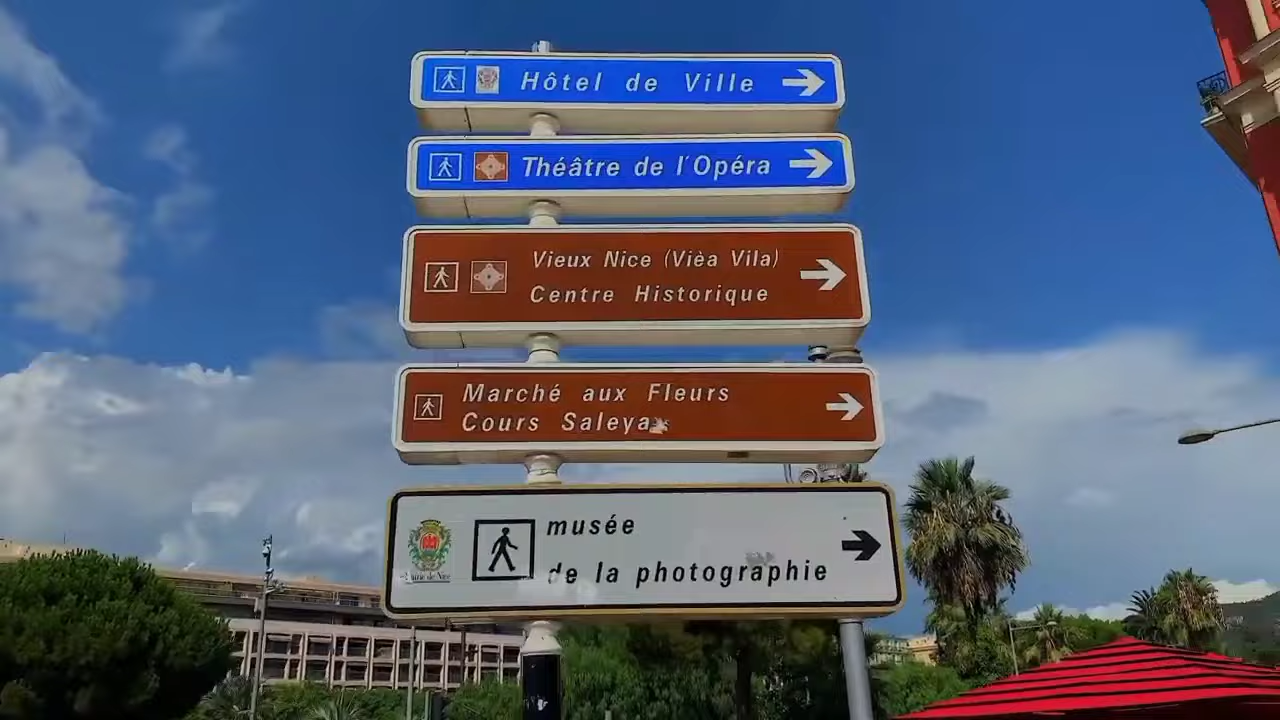 Hôtel de Ville
Théâtre de l'Opéra
Vieux Nice (Vièa Vila)
Centre Historique
Marché aux Fleurs
Cours Saleya
musée
de la photographie